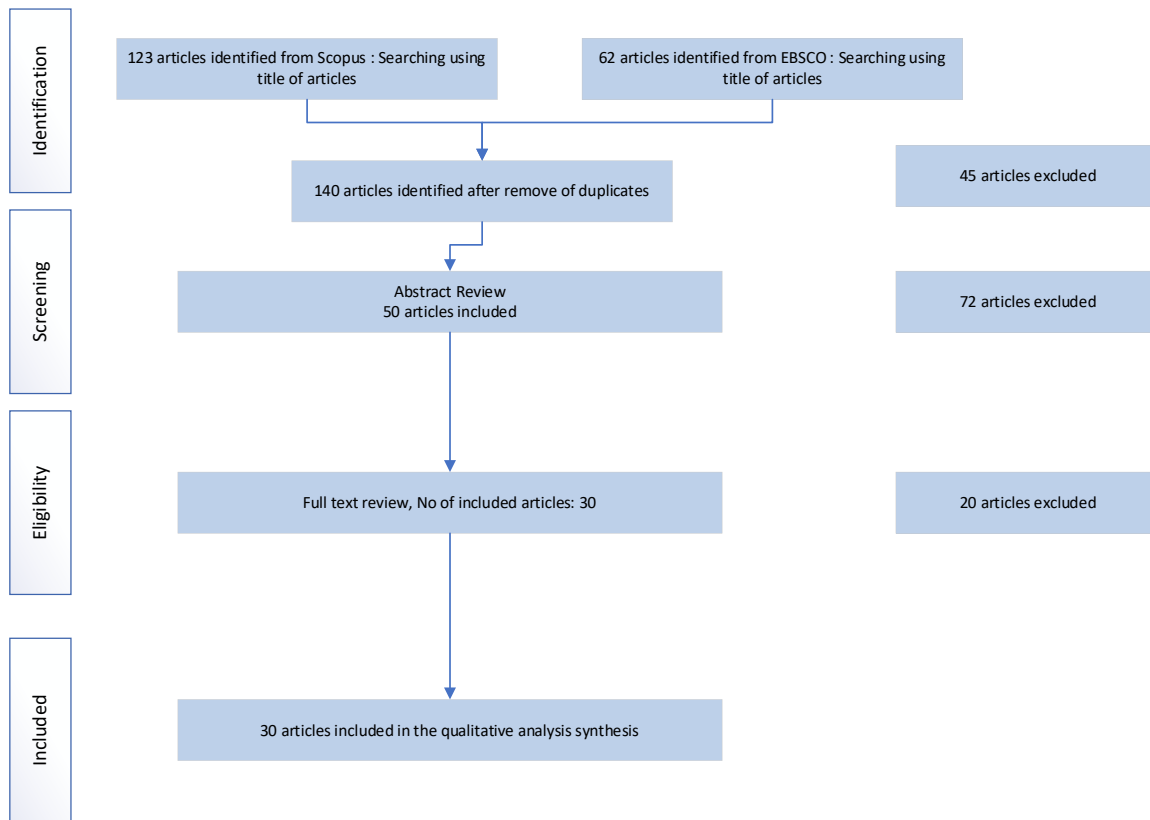 Identification
123 articles identified from Scopus : Searching using
title of articles
62 articles identified from EBSCO : Searching using
title of articles
140 articles identified after remove of duplicates
45 articles excluded
Screening
Abstract Review
50 articles included
72 articles excluded
Eligibility
Full text review, No of included articles: 30
20 articles excluded
Included
30 articles included in the qualitative analysis synthesis